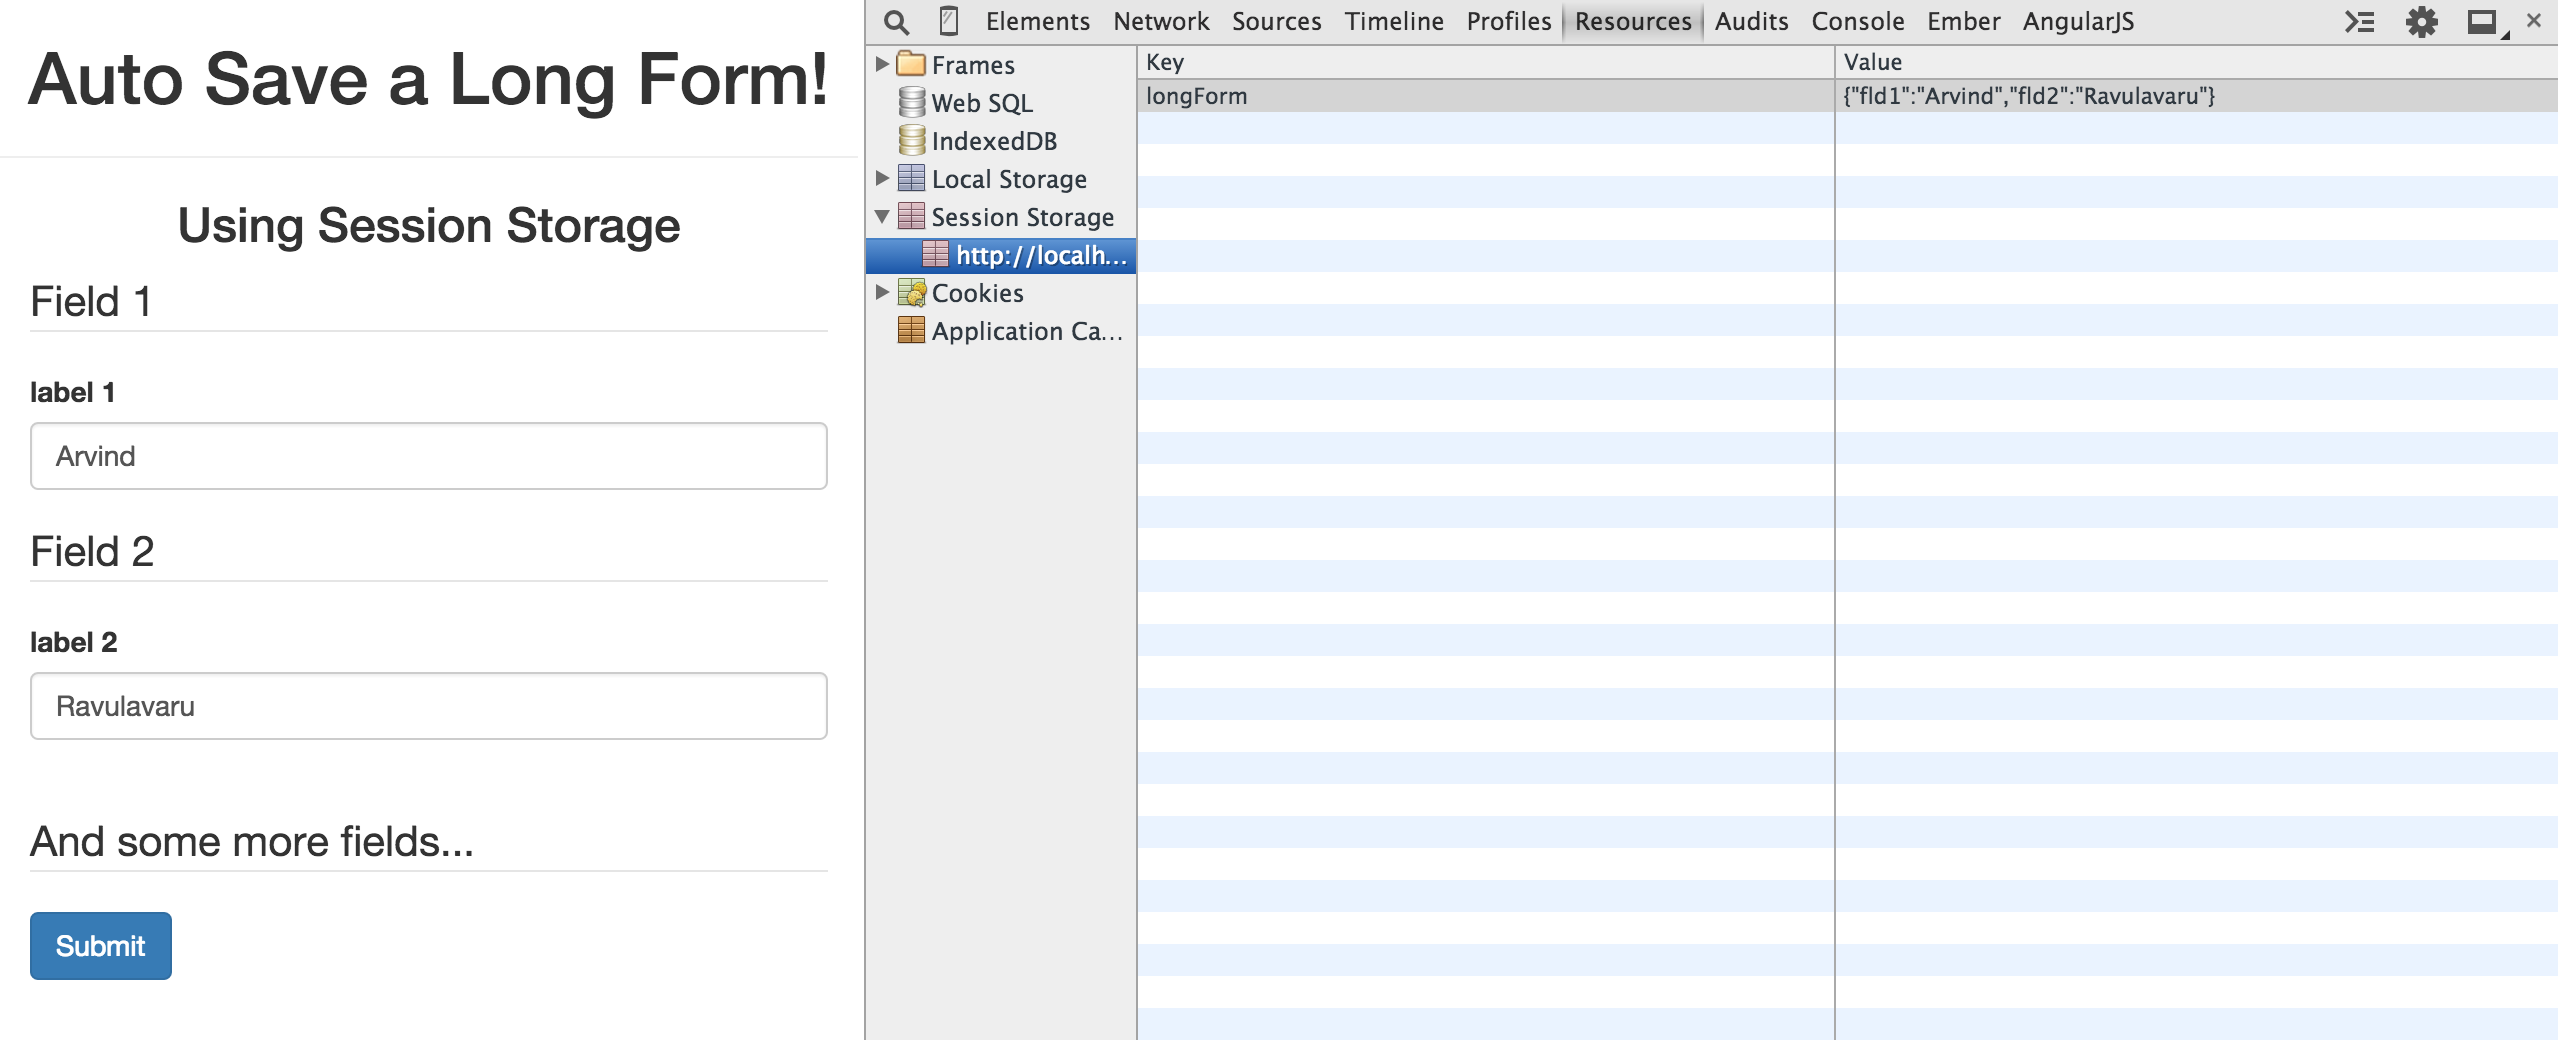 Auto Save a Long Form!
Using Session Storage
Field 1
label 1
Arvind
Field 2
label 2
Ravulavaru
And some more fields...
Submit
Elements Network Sources Timeline Profiles Resources Audits Console Ember AngularJS
Frames
Web SQL
IndexedDB
Local Storage
Session Storage
http://localh...
Cookies
Application Ca...
Key Value
longForm {"fld1":"Arvind","fld2":"Ravulavaru"}